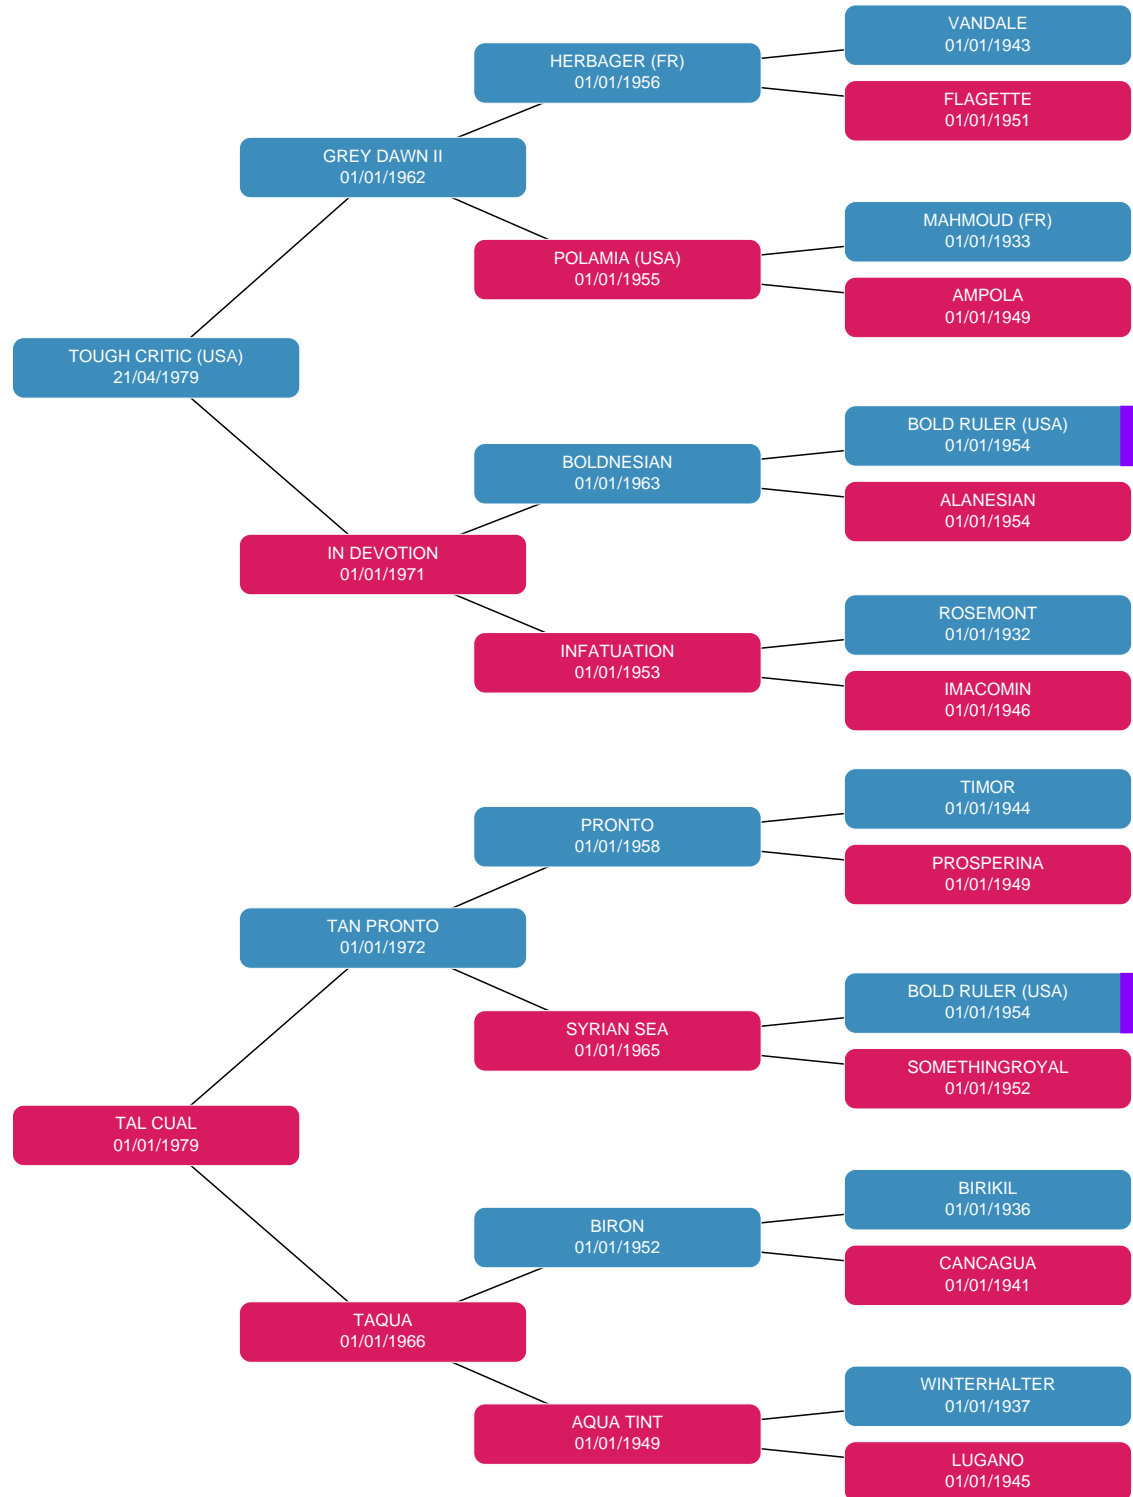 VANDALE
01/01/1943
HERBAGER (FR)
01/01/1956
FLAGETTE
01/01/1951
GREY DAWN II
01/01/1962
MAHMOUD (FR)
01/01/1933
POLAMIA (USA)
01/01/1955
AMPOLA
01/01/1949
TOUGH CRITIC (USA)
21/04/1979
BOLD RULER (USA)
01/01/1954
BOLDNESIAN
01/01/1963
ALANESIAN
01/01/1954
IN DEVOTION
01/01/1971
ROSEMONT
01/01/1932
INFATUATION
01/01/1953
IMACOMIN
01/01/1946
TIMOR
01/01/1944
PRONTO
01/01/1958
PROSPERINA
01/01/1949
TAN PRONTO
01/01/1972
BOLD RULER (USA)
01/01/1954
SYRIAN SEA
01/01/1965
SOMETHINGROYAL
01/01/1952
TAL CUAL
01/01/1979
BIRIKIL
01/01/1936
BIRON
01/01/1952
CANCAGUA
01/01/1941
TAQUA
01/01/1966
WINTERHALTER
01/01/1937
AQUA TINT
01/01/1949
LUGANO
01/01/1945